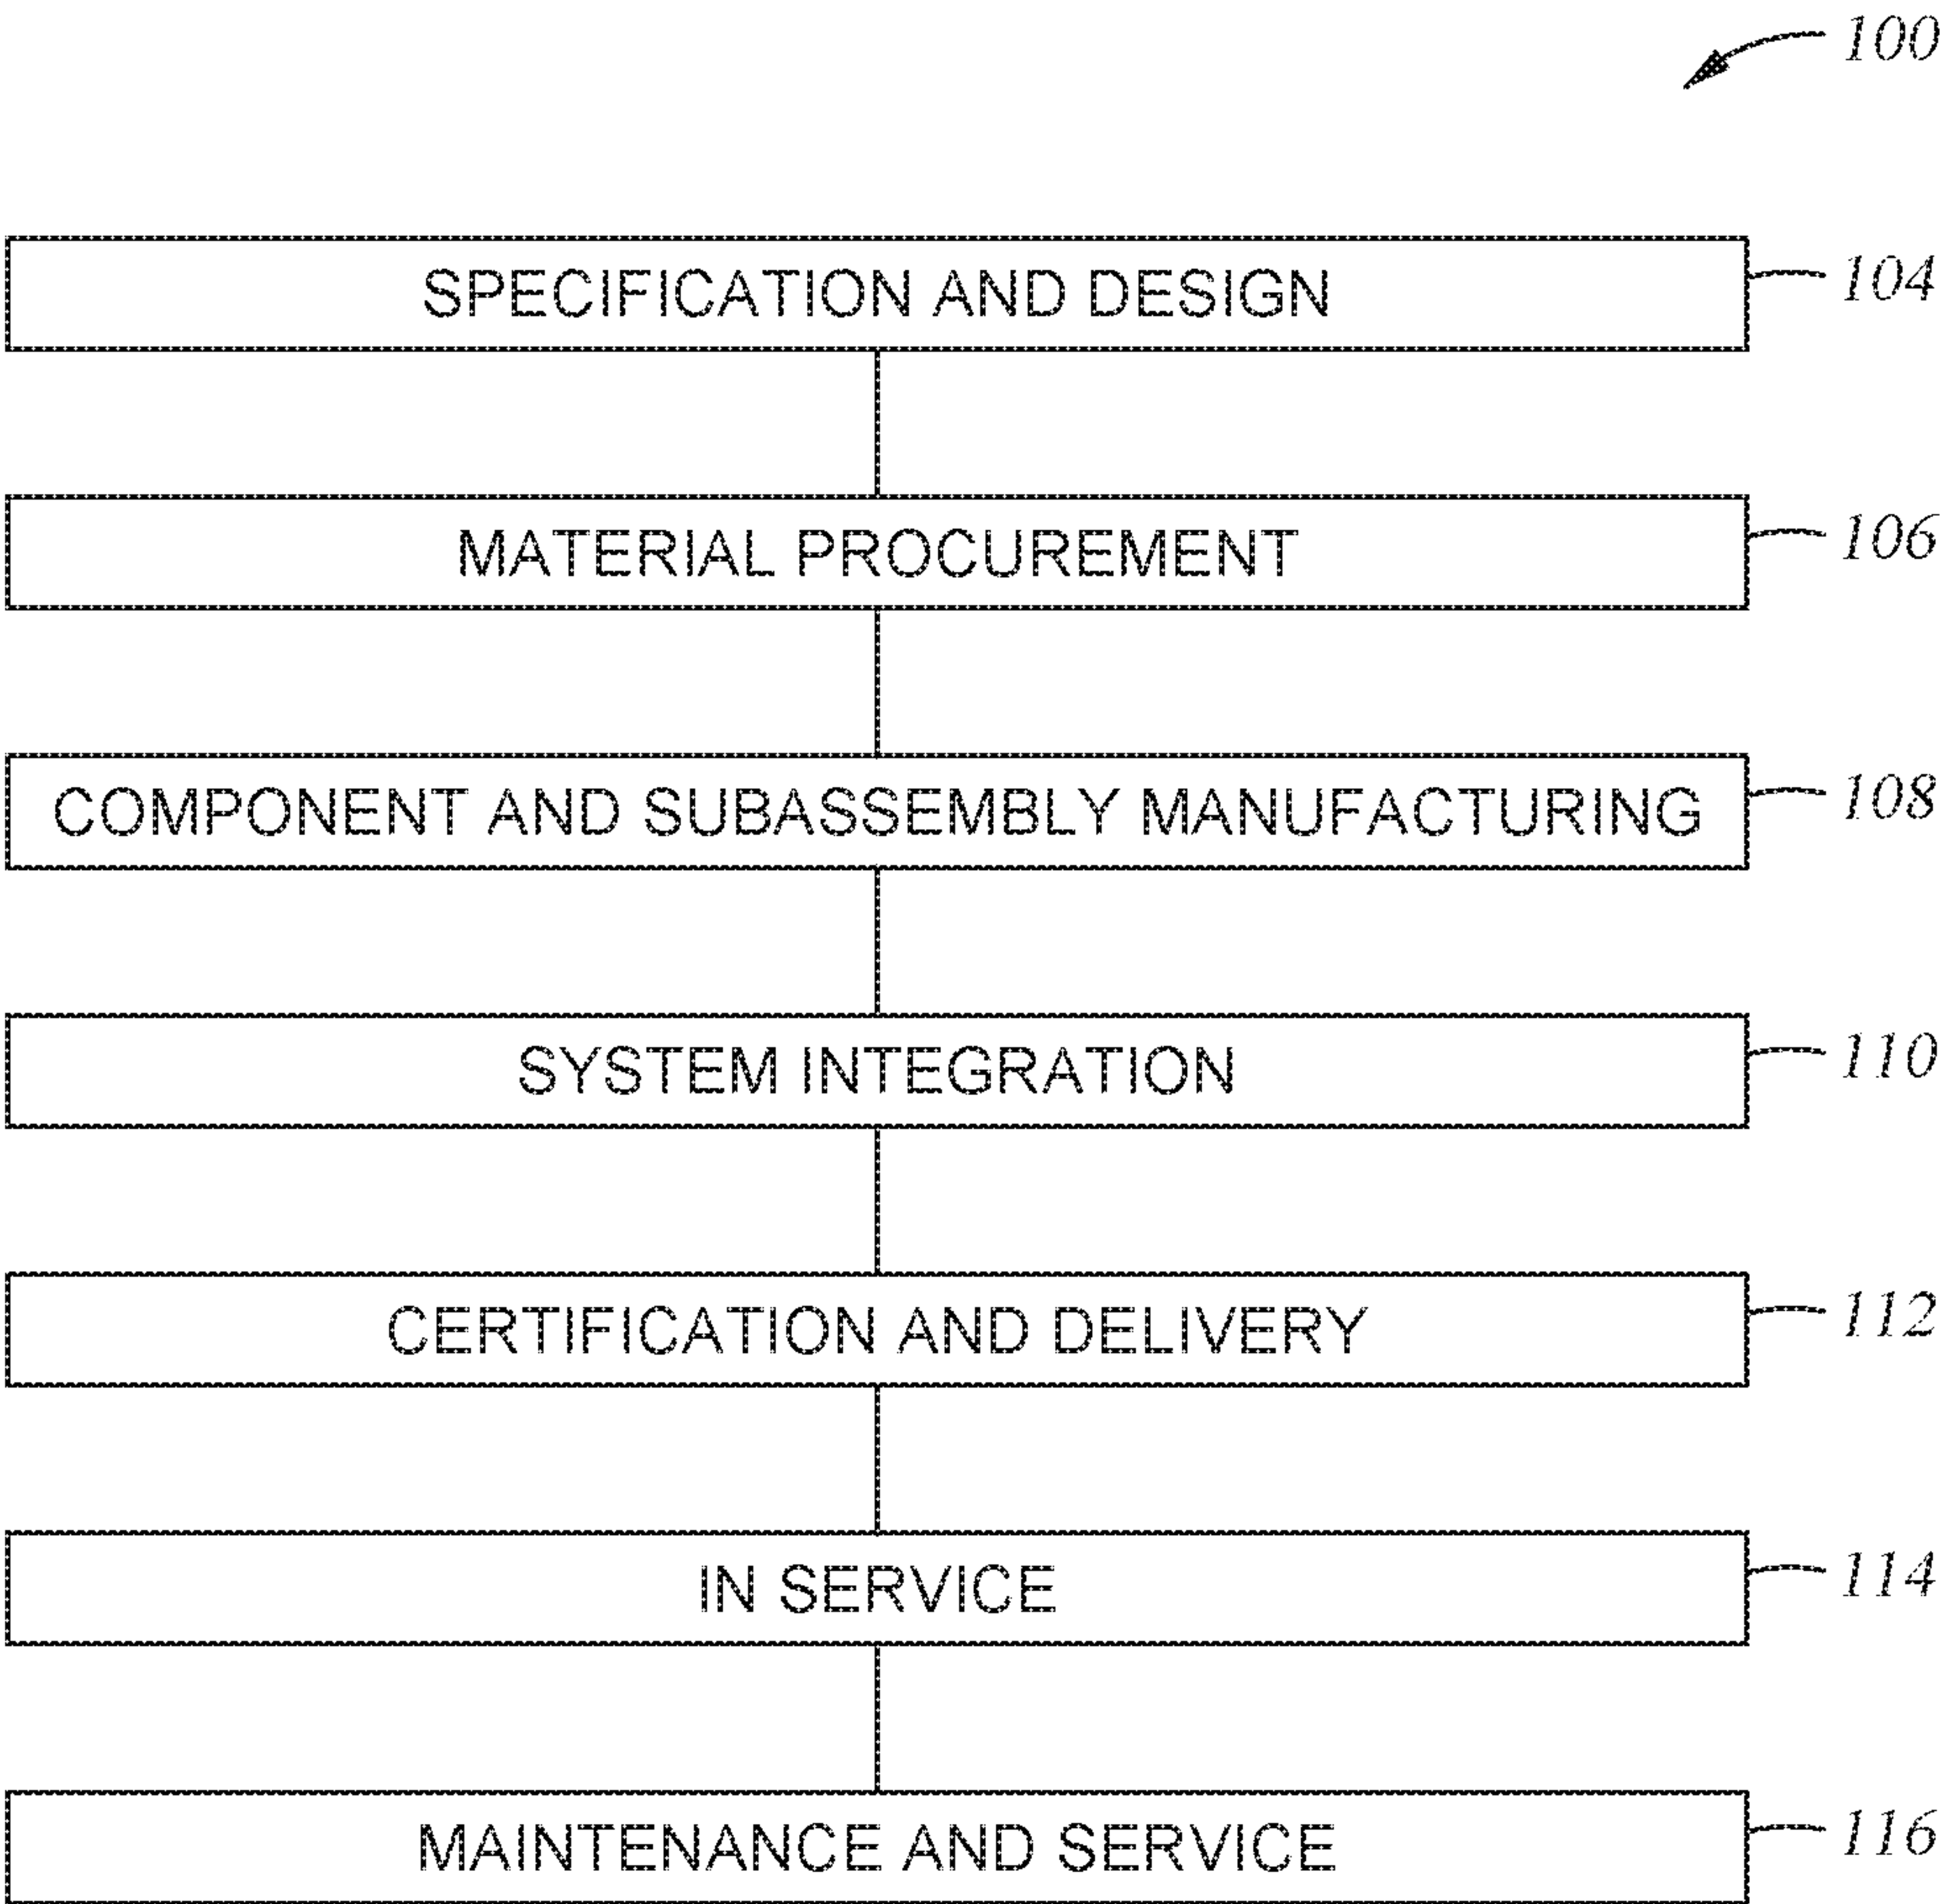 100
SPECIFICATION AND DESIGN 104
MATERIAL PROCUREMENT 106
COMPONENT AND SUBASSEMBLY MANUFACTURING 108
SYSTEM INTEGRATION 110
CERTIFICATION AND DELIVERY 112
IN SERVICE 114
MAINTENANCE AND SERVICE 116